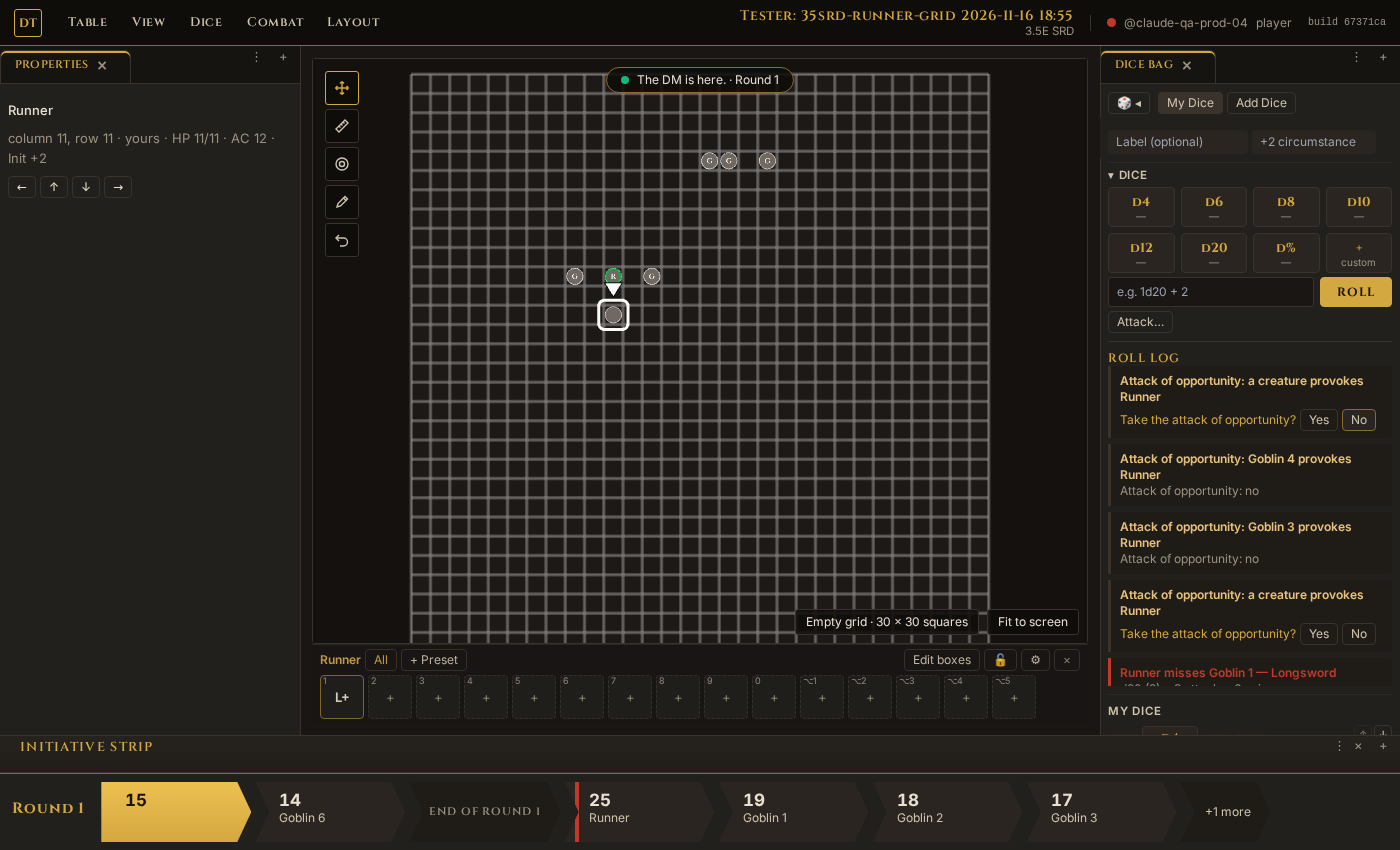 DT
TABLE
VIEW
DICE
COMBAT
LAYOUT
TESTER: 35SRD-RUNNER-GRID 2026-11-16 18:55
3.5E SRD
@claude-qa-prod-04 player
build 67371ca
PROPERTIES
Runner
column 11, row 11 · yours · HP 11/11 · AC 12 ·
Init +2
The DM is here. · Round 1
G G G
G R G
Empty grid · 30 × 30 squares
Fit to screen
Runner
All
+ Preset
Edit boxes
1 2 3 4 5 6 7 8 9 0 ⌥1 ⌥2 ⌥3 ⌥4 ⌥5
L+ + + + + + + + + + + + + + +
DICE BAG
My Dice
Add Dice
Label (optional)
+2 circumstance
▾ DICE
D4 D6 D8 D10
— — — —
D12 D20 D% +
— — — custom
e.g. 1d20 + 2
ROLL
Attack...
ROLL LOG
Attack of opportunity: a creature provokes
Runner
Take the attack of opportunity? Yes No
Attack of opportunity: Goblin 4 provokes
Runner
Attack of opportunity: no
Attack of opportunity: Goblin 3 provokes
Runner
Attack of opportunity: no
Attack of opportunity: a creature provokes
Runner
Take the attack of opportunity? Yes No
Runner misses Goblin 1 — Longsword
MY DICE
INITIATIVE STRIP
ROUND 1
15
14
Goblin 6
END OF ROUND 1
25
Runner
19
Goblin 1
18
Goblin 2
17
Goblin 3
+1 more